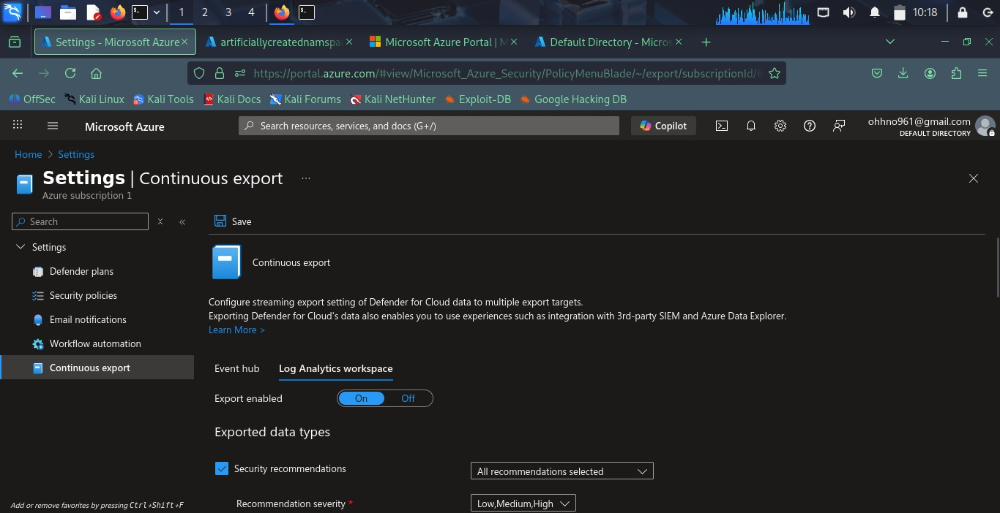 1 2 3 4 10:18
Settings - Microsoft Azure artificiallycreatednamspa Microsoft Azure Portal | M Default Directory - Micros
https://portal.azure.com/#view/Microsoft_Azure_Security/PolicyMenuBlade/~/export/subscriptionId/6
OffSec Kali Linux Kali Tools Kali Docs Kali Forums Kali NetHunter Exploit-DB Google Hacking DB
Microsoft Azure Search resources, services, and docs (G+/) Copilot ohhno961@gmail.com
DEFAULT DIRECTORY
Home > Settings
Settings | Continuous export ...
Azure subscription 1
Search
Save
Settings
Defender plans
Security policies
Email notifications
Workflow automation
Continuous export
Continuous export
Configure streaming export setting of Defender for Cloud data to multiple export targets.
Exporting Defender for Cloud's data also enables you to use experiences such as integration with 3rd-party SIEM and Azure Data Explorer.
Learn More >
Event hub Log Analytics workspace
Export enabled On Off
Exported data types
Security recommendations All recommendations selected
Recommendation severity * Low,Medium,High
Add or remove favorites by pressing Ctrl+Shift+F